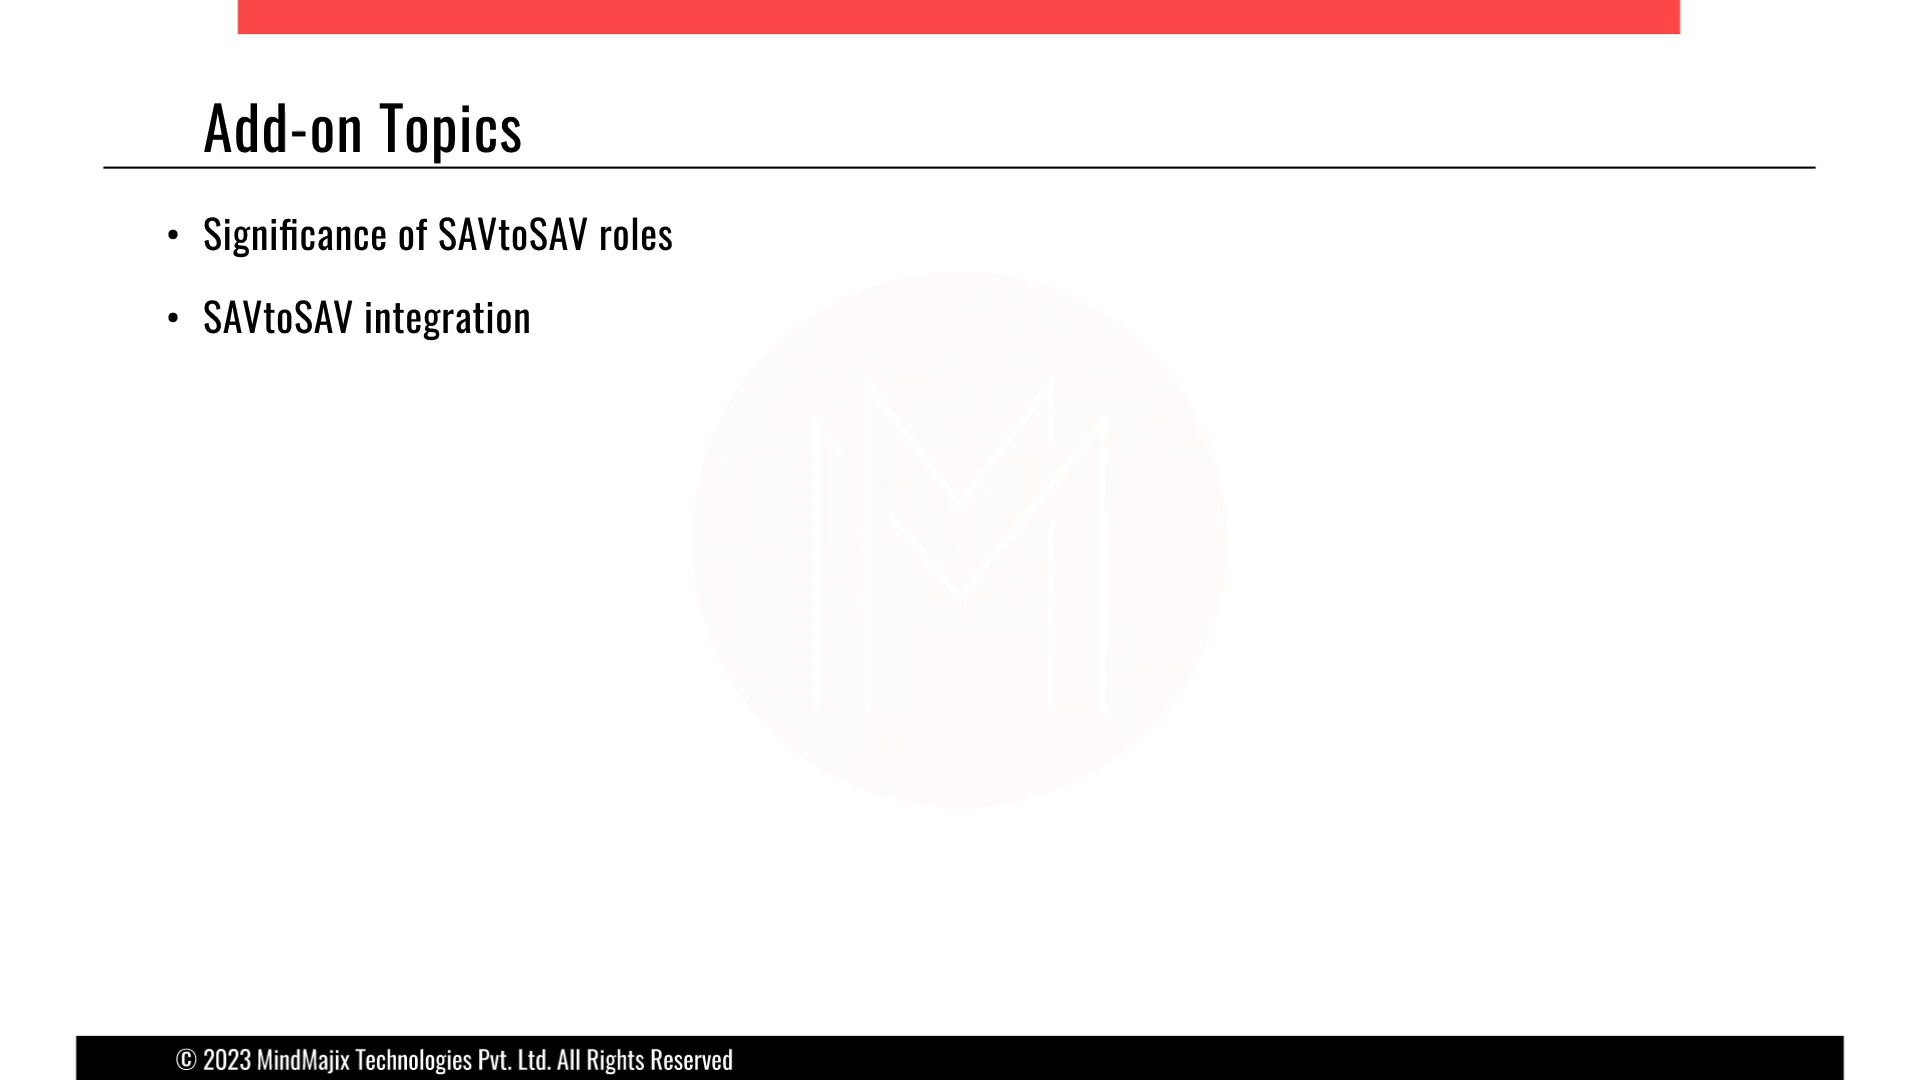 Add-on Topics
• Significance of SAVtoSAV roles
• SAVtoSAV integration
© 2023 MindMajix Technologies Pvt. Ltd. All Rights Reserved